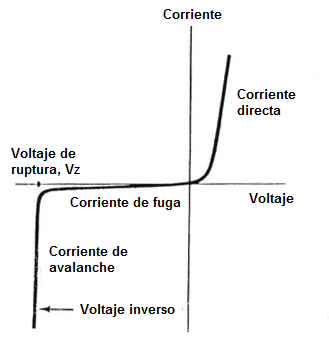 Corriente
Corriente
directa
Voltaje de
ruptura, Vz
Voltaje
Corriente de fuga
Corriente de
avalanche
Voltaje inverso